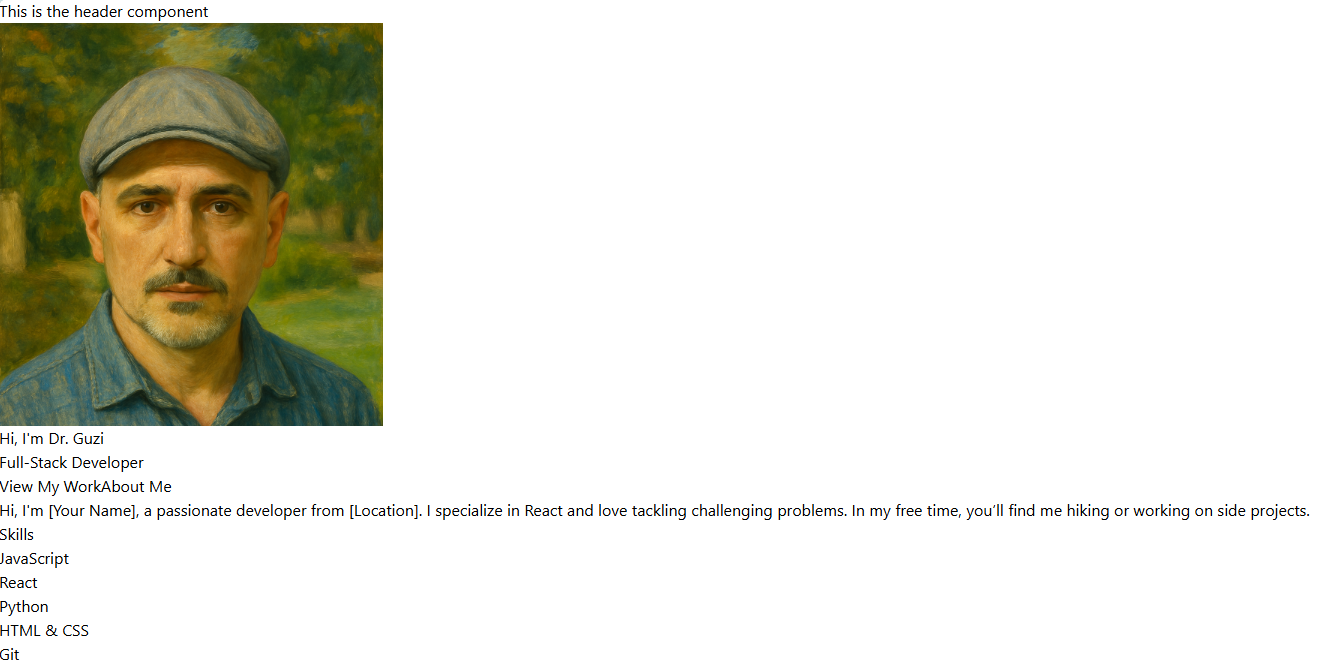 This is the header component
Hi, I'm Dr. Guzi
Full-Stack Developer
View My WorkAbout Me
Hi, I'm [Your Name], a passionate developer from [Location]. I specialize in React and love tackling challenging problems. In my free time, you’ll find me hiking or working on side projects.
Skills
JavaScript
React
Python
HTML & CSS
Git